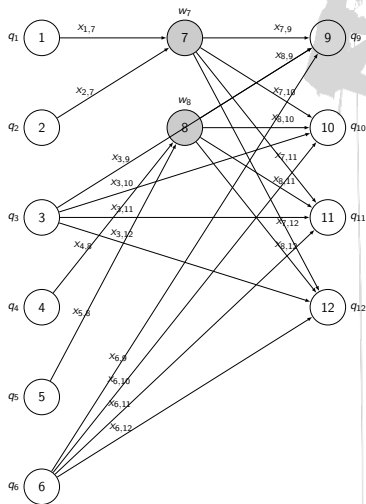 w7
q1 1 x1,7 7 x7,9 9 q9
x8,9
x2,7 x7,10
w8
q2 2 8 x8,10 10 q10
x3,9 x7,11
x3,10 x8,11
x3,11
q3 3 x7,12 11 q11
x3,12
x4,8 x8,12
q4 4 12 q12
x5,8
x6,9
x6,10
q5 5
x6,11
x6,12
q6 6